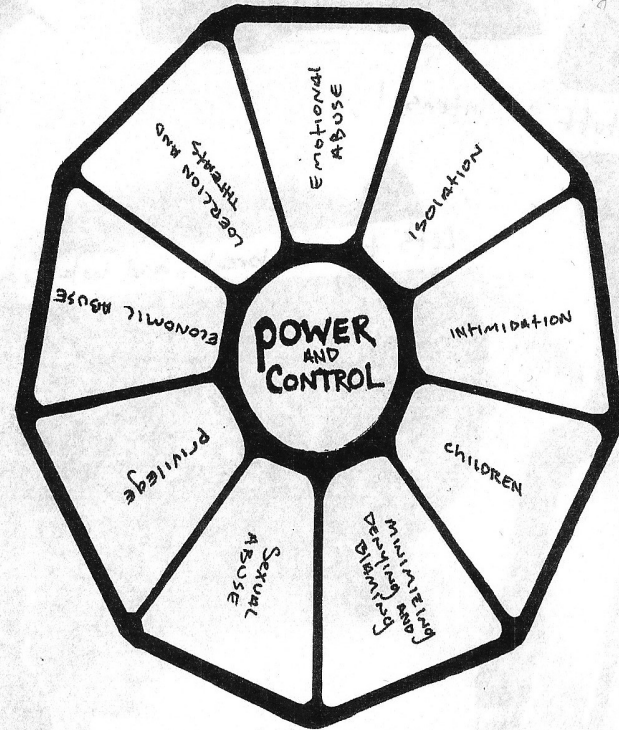 EMOTIONAL
ABUSE
ISOLATION
INTIMIDATION
CHILDREN
MINIMIZING
DENYING AND
BLAMING
SEXUAL
ABUSE
PRIVILEGE
ECONOMIC ABUSE
COERCION AND
THREATS
POWER
AND
CONTROL